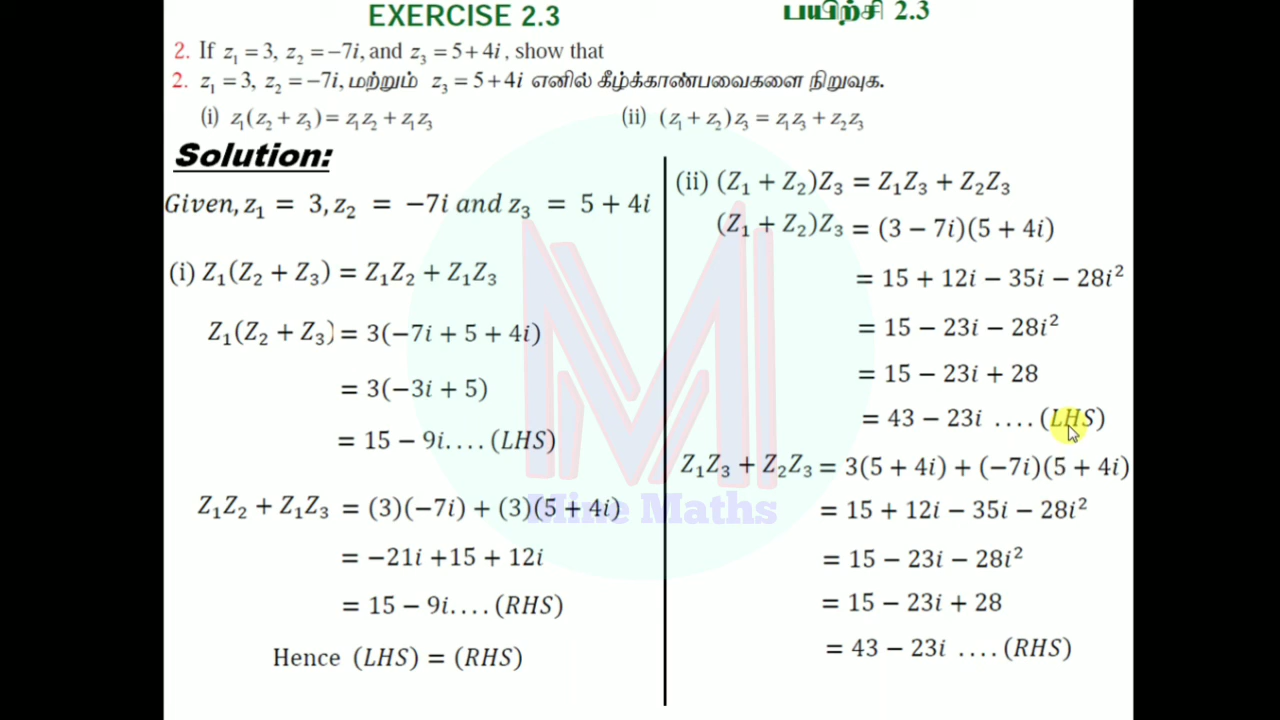 EXERCISE 2.3
பயிற்சி 2.3
2. If z₁ = 3, z₂ = −7i, and z₃ = 5 + 4i , show that
2. z₁ = 3, z₂ = −7i, மற்றும் z₃ = 5 + 4i எனில் கீழ்க்காண்பவைகளை நிறுவுக.
(i) z₁(z₂ + z₃) = z₁z₂ + z₁z₃ (ii) (z₁ + z₂)z₃ = z₁z₃ + z₂z₃
Solution:
Given, z₁ = 3, z₂ = −7i and z₃ = 5 + 4i
(i) Z₁(Z₂ + Z₃) = Z₁Z₂ + Z₁Z₃
Z₁(Z₂ + Z₃) = 3(−7i + 5 + 4i)
= 3(−3i + 5)
= 15 − 9i.... (LHS)
Z₁Z₂ + Z₁Z₃ = (3)(−7i) + (3)(5 + 4i)
= −21i +15 + 12i
= 15 − 9i.... (RHS)
Hence (LHS) = (RHS)
(ii) (Z₁ + Z₂)Z₃ = Z₁Z₃ + Z₂Z₃
(Z₁ + Z₂)Z₃ = (3 − 7i)(5 + 4i)
= 15 + 12i − 35i − 28i²
= 15 − 23i − 28i²
= 15 − 23i + 28
= 43 − 23i .... (LHS)
Z₁Z₃ + Z₂Z₃ = 3(5 + 4i) + (−7i)(5 + 4i)
= 15 + 12i − 35i − 28i²
= 15 − 23i − 28i²
= 15 − 23i + 28
= 43 − 23i .... (RHS)
Mine Maths